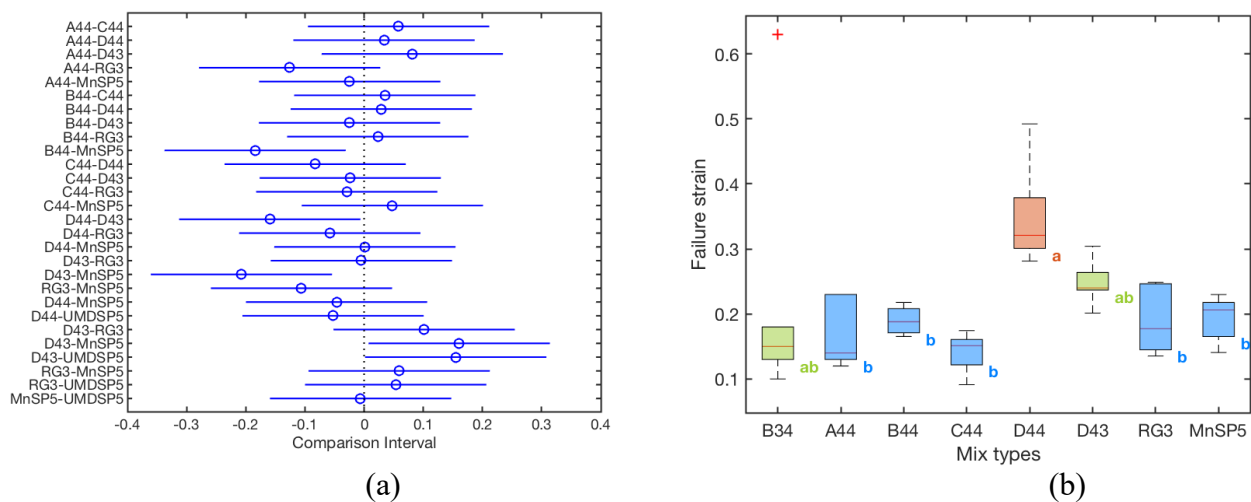 A44-C44
A44-D44
A44-D43
A44-RG3
A44-MnSP5
B44-C44
B44-D44
B44-D43
B44-RG3
B44-MnSP5
C44-D44
C44-D43
C44-RG3
C44-MnSP5
D44-D43
D44-RG3
D44-MnSP5
D43-RG3
D43-MnSP5
RG3-MnSP5
D44-MnSP5
D44-UMDSP5
D43-RG3
D43-MnSP5
D43-UMDSP5
RG3-MnSP5
RG3-UMDSP5
MnSP5-UMDSP5
-0.4 -0.3 -0.2 -0.1 0 0.1 0.2 0.3 0.4
Comparison Interval
(a)
Failure strain
0.6
0.5
0.4
0.3
0.2
0.1
ab
b
b
b
a
ab
b
b
B34 A44 B44 C44 D44 D43 RG3 MnSP5
Mix types
(b)